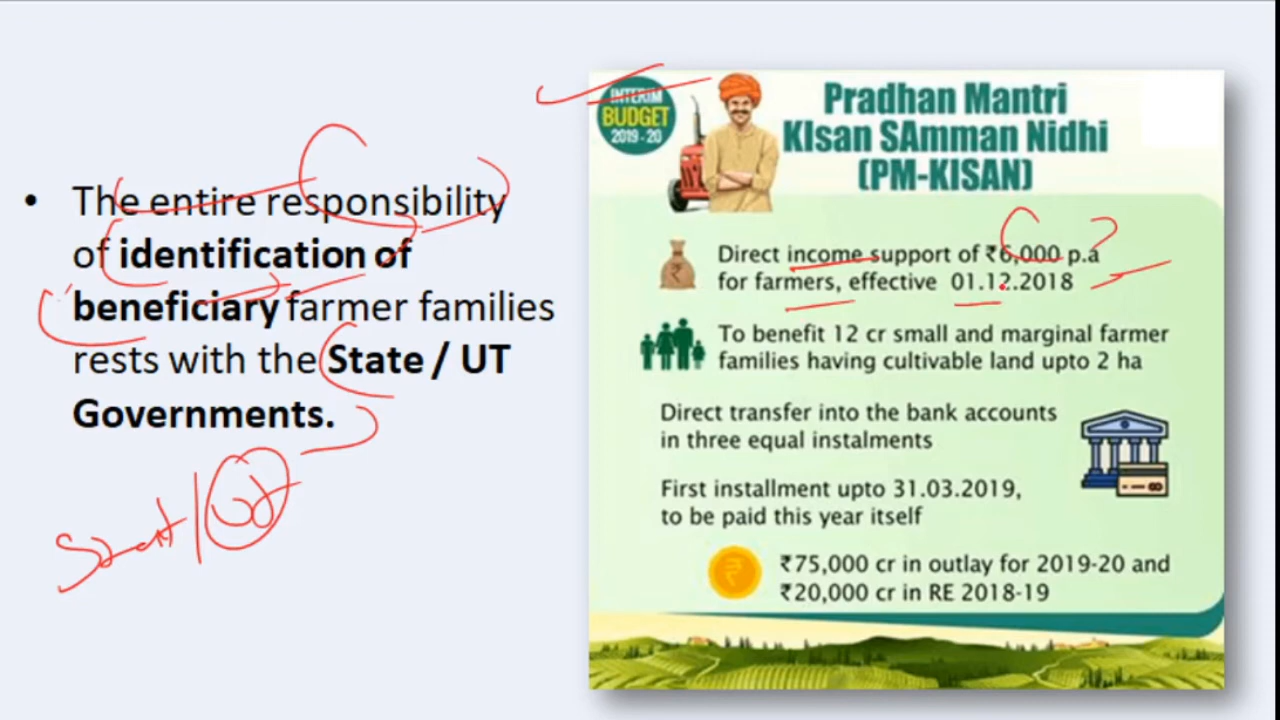 • The entire responsibility
of identification of
beneficiary farmer families
rests with the State / UT
Governments.
State/UT
INTERIM
BUDGET
2019-20
Pradhan Mantri
KIsan SAmman Nidhi
(PM-KISAN)
Direct income support of ₹6,000 p.a
for farmers, effective 01.12.2018
To benefit 12 cr small and marginal farmer
families having cultivable land upto 2 ha
Direct transfer into the bank accounts
in three equal instalments
First installment upto 31.03.2019,
to be paid this year itself
₹75,000 cr in outlay for 2019-20 and
₹20,000 cr in RE 2018-19